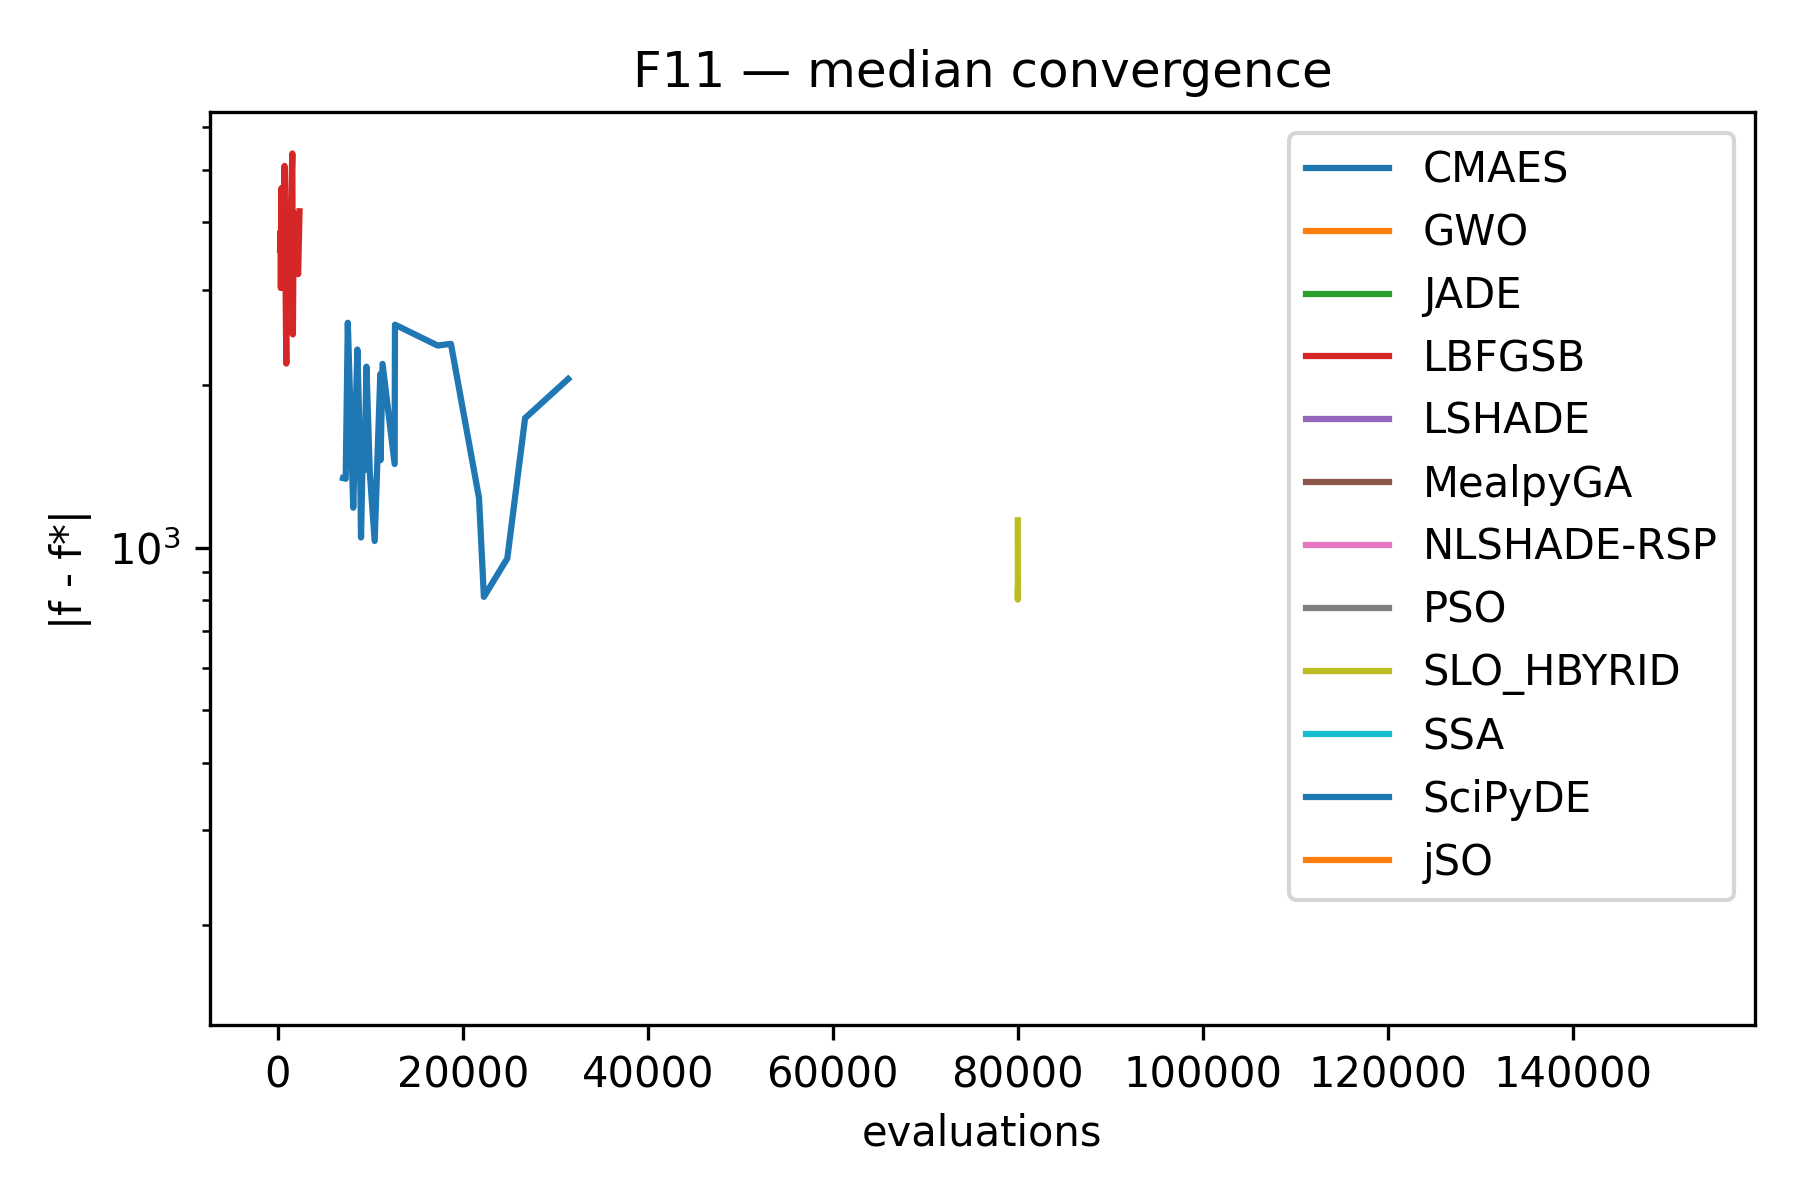 F11 — median convergence
|f - f*|
10³
0 20000 40000 60000 80000 100000 120000 140000
evaluations
CMAES
GWO
JADE
LBFGSB
LSHADE
MealpyGA
NLSHADE-RSP
PSO
SLO_HBYRID
SSA
SciPyDE
jSO